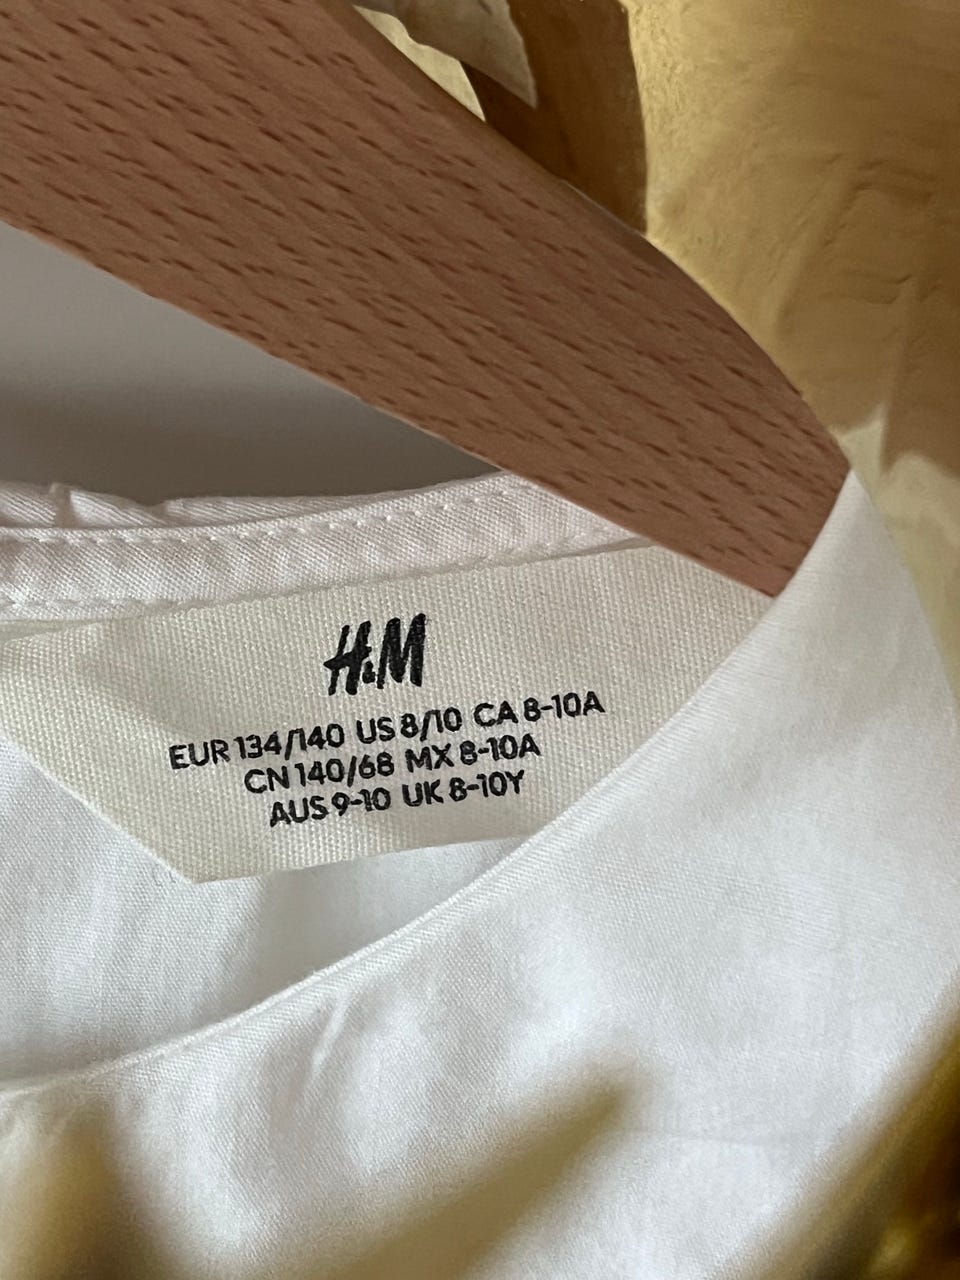 H&M
EUR 134/140 US 8/10 CA 8-10A
CN 140/68 MX 8-10A
AUS 9-10 UK 8-10Y